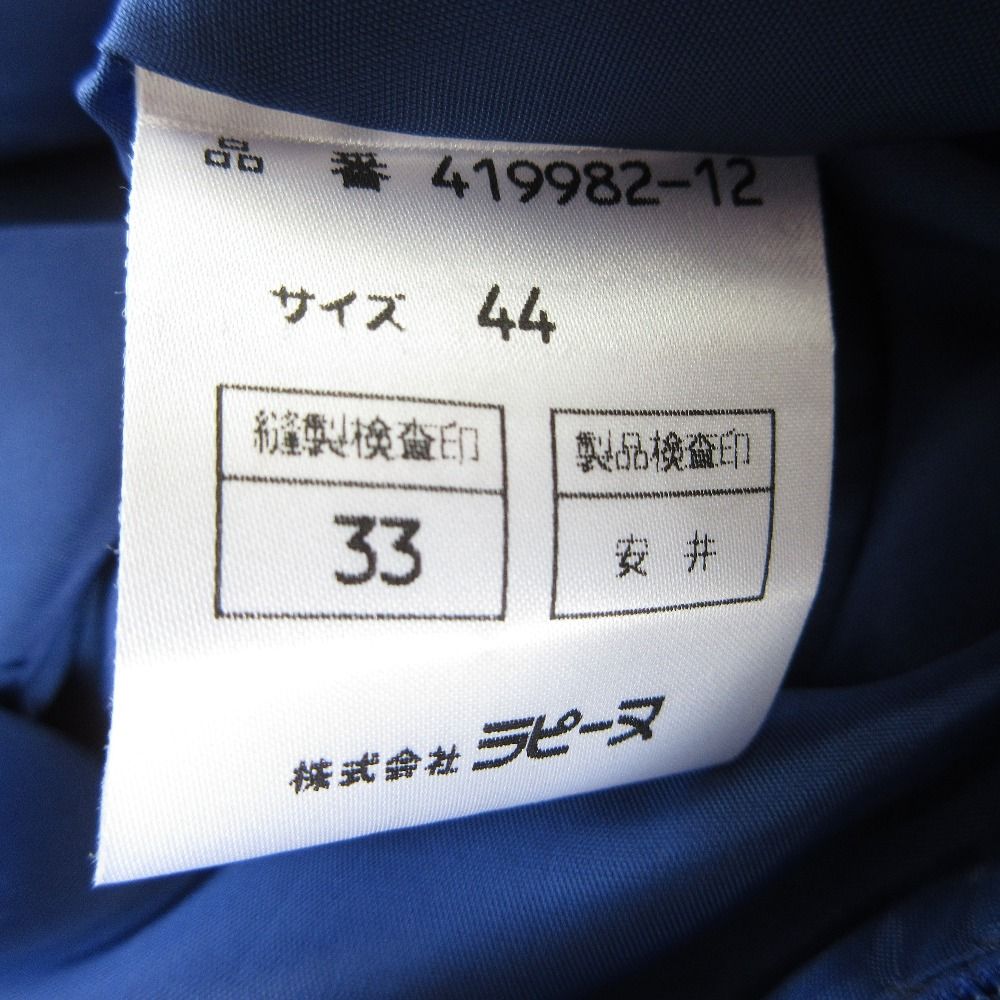 品番 419982-12
サイズ 44
縫製検査印 製品検査印
33 安井
株式会社 ラピーヌ